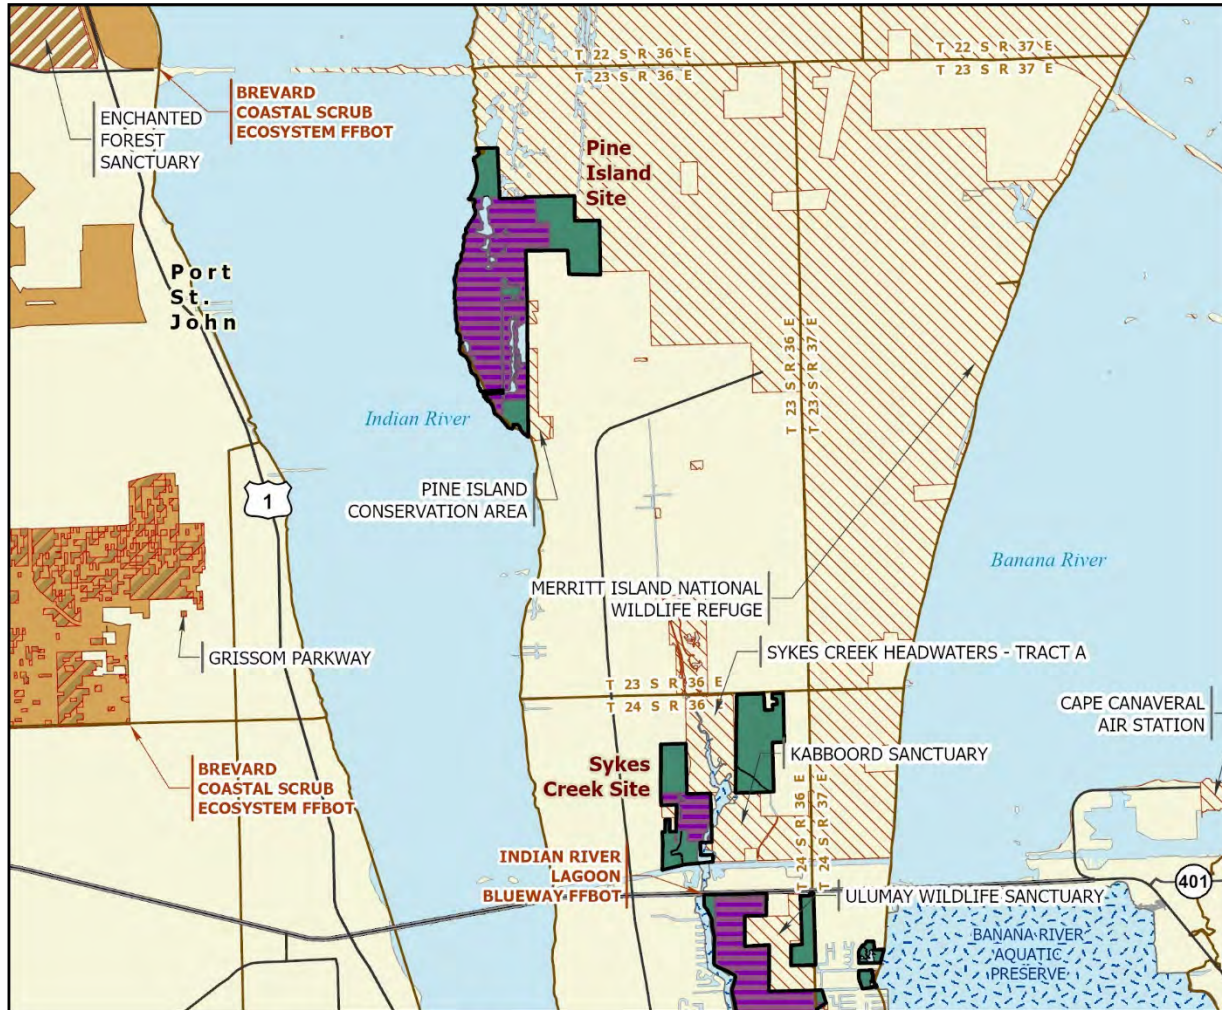 T 22 S R 36 E
T 23 S R 36 E
T 22 S R 37 E
T 23 S R 37 E
BREVARD
COASTAL SCRUB
ECOSYSTEM FFBOT
ENCHANTED
FOREST
SANCTUARY
Pine
Island
Site
Port
St.
John
T 23 S R 36 E
T 23 S R 37 E
Indian River
1
PINE ISLAND
CONSERVATION AREA
Banana River
MERRITT ISLAND NATIONAL
WILDLIFE REFUGE
GRISSOM PARKWAY
SYKES CREEK HEADWATERS - TRACT A
T 23 S R 36 E
T 24 S R 36
CAPE CANAVERAL
AIR STATION
KABBOORD SANCTUARY
Sykes
Creek Site
BREVARD
COASTAL SCRUB
ECOSYSTEM FFBOT
T 24 S R 36 E
T 24 S R 37 E
INDIAN RIVER
LAGOON
BLUEWAY FFBOT
401
ULUMAY WILDLIFE SANCTUARY
BANANA RIVER
AQUATIC
PRESERVE